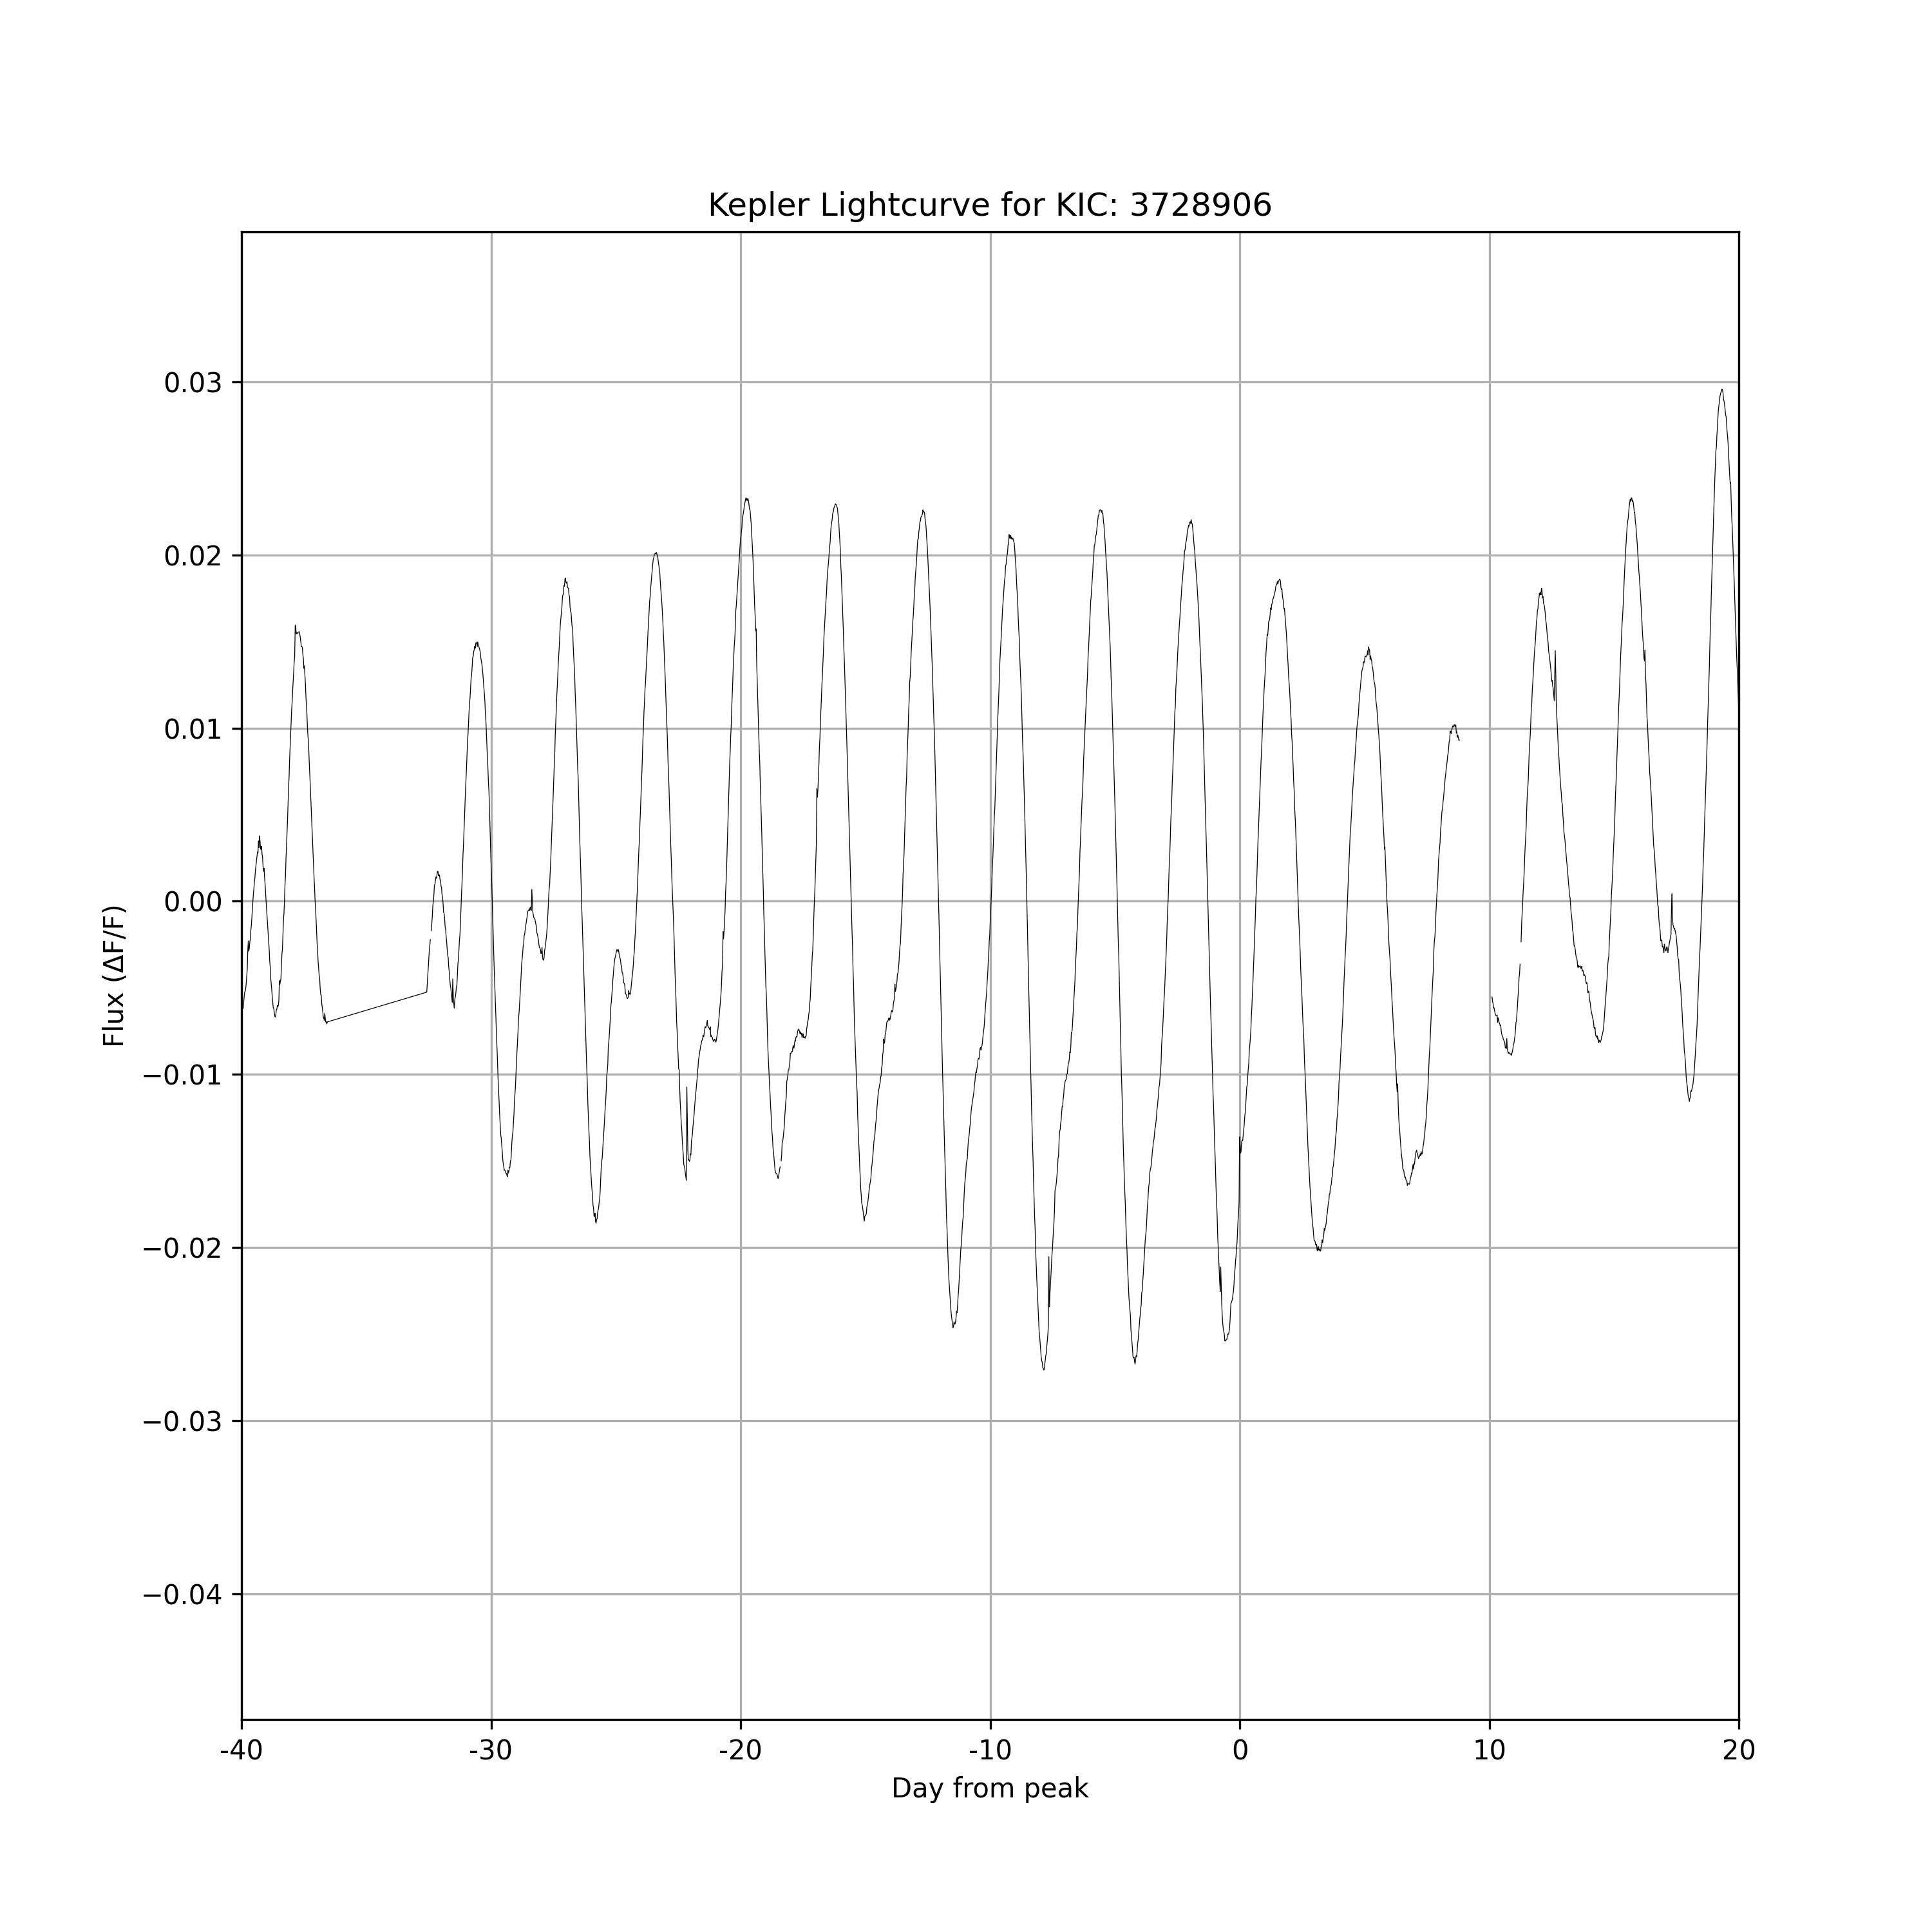 Kepler Lightcurve for KIC: 3728906
0.03
0.02
0.01
0.00
−0.01
−0.02
−0.03
−0.04
Flux (ΔF/F)
-40 -30 -20 -10 0 10 20
Day from peak